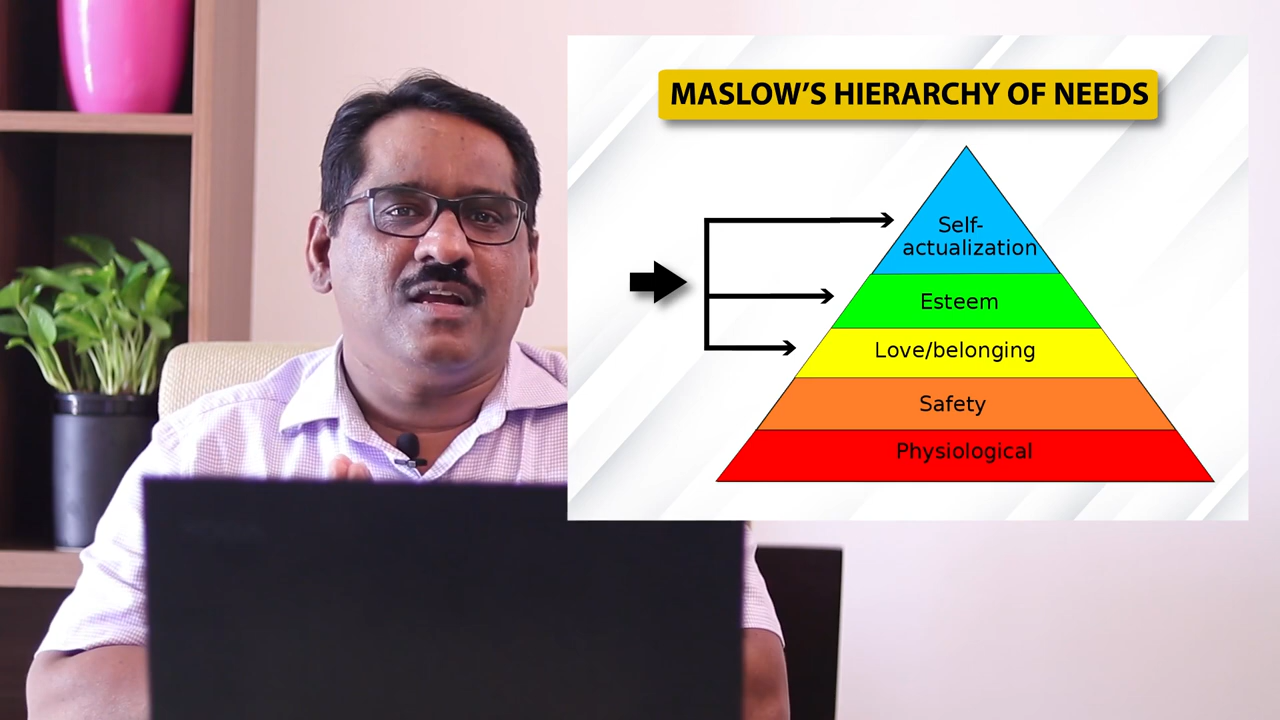 MASLOW'S HIERARCHY OF NEEDS
Self-
actualization
Esteem
Love/belonging
Safety
Physiological